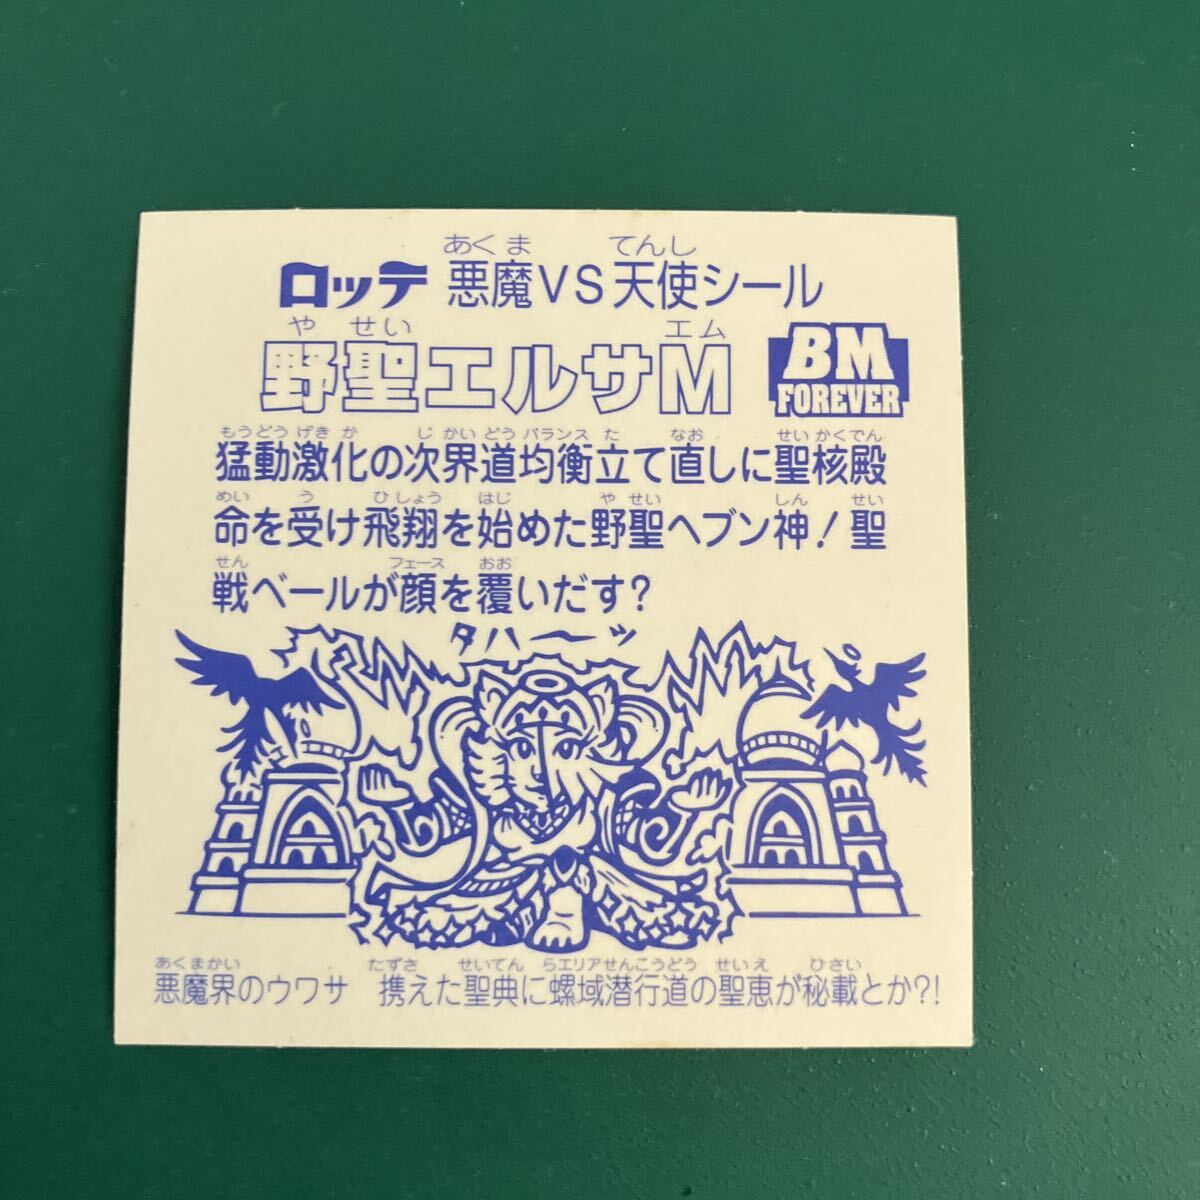 あくま てんし
ロッテ 悪魔VS天使シール
やせい エム
野聖エルサM
BM
FOREVER
もうどうげきか じかいどうバランスた なお せいかくでん
猛動激化の次界道均衡立て直しに聖核殿
めい う ひしょう はじ やせい しん せい
命を受け飛翔を始めた野聖ヘブン神！聖
せん フェース おお
戦ベールが顔を覆いだす？
タハーッ
あくまかい たずさ せいてん らエリアせんこうどう せいえ ひさい
悪魔界のウワサ 携えた聖典に螺域潜行道の聖恵が秘載とか?!